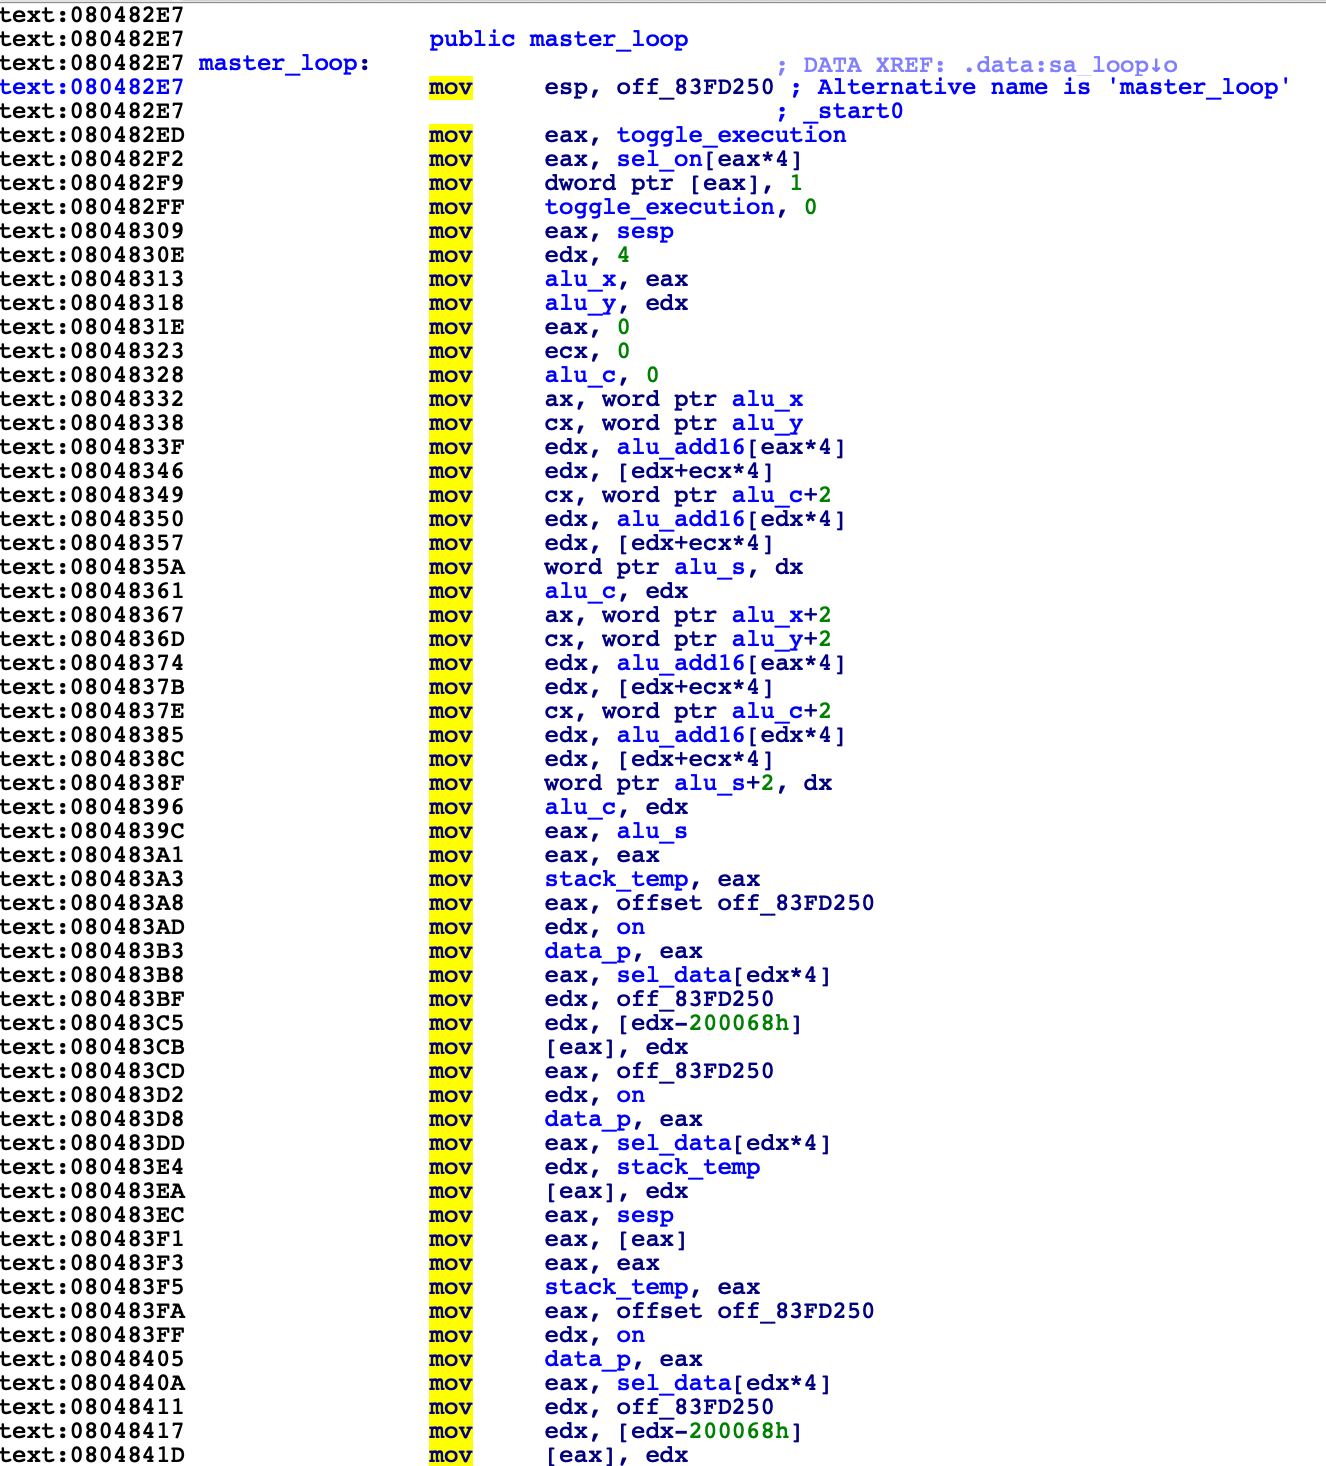 text:080482E7
text:080482E7 public master_loop
text:080482E7 master_loop: ; DATA XREF: .data:sa_loop↓o
text:080482E7 mov esp, off_83FD250 ; Alternative name is 'master_loop'
text:080482E7 ; _start0
text:080482ED mov eax, toggle_execution
text:080482F2 mov eax, sel_on[eax*4]
text:080482F9 mov dword ptr [eax], 1
text:080482FF mov toggle_execution, 0
text:08048309 mov eax, sesp
text:0804830E mov edx, 4
text:08048313 mov alu_x, eax
text:08048318 mov alu_y, edx
text:0804831E mov eax, 0
text:08048323 mov ecx, 0
text:08048328 mov alu_c, 0
text:08048332 mov ax, word ptr alu_x
text:08048338 mov cx, word ptr alu_y
text:0804833F mov edx, alu_add16[eax*4]
text:08048346 mov edx, [edx+ecx*4]
text:08048349 mov cx, word ptr alu_c+2
text:08048350 mov edx, alu_add16[edx*4]
text:08048357 mov edx, [edx+ecx*4]
text:0804835A mov word ptr alu_s, dx
text:08048361 mov alu_c, edx
text:08048367 mov ax, word ptr alu_x+2
text:0804836D mov cx, word ptr alu_y+2
text:08048374 mov edx, alu_add16[eax*4]
text:0804837B mov edx, [edx+ecx*4]
text:0804837E mov cx, word ptr alu_c+2
text:08048385 mov edx, alu_add16[edx*4]
text:0804838C mov edx, [edx+ecx*4]
text:0804838F mov word ptr alu_s+2, dx
text:08048396 mov alu_c, edx
text:0804839C mov eax, alu_s
text:080483A1 mov eax, eax
text:080483A3 mov stack_temp, eax
text:080483A8 mov eax, offset off_83FD250
text:080483AD mov edx, on
text:080483B3 mov data_p, eax
text:080483B8 mov eax, sel_data[edx*4]
text:080483BF mov edx, off_83FD250
text:080483C5 mov edx, [edx-200068h]
text:080483CB mov [eax], edx
text:080483CD mov eax, off_83FD250
text:080483D2 mov edx, on
text:080483D8 mov data_p, eax
text:080483DD mov eax, sel_data[edx*4]
text:080483E4 mov edx, stack_temp
text:080483EA mov [eax], edx
text:080483EC mov eax, sesp
text:080483F1 mov eax, [eax]
text:080483F3 mov eax, eax
text:080483F5 mov stack_temp, eax
text:080483FA mov eax, offset off_83FD250
text:080483FF mov edx, on
text:08048405 mov data_p, eax
text:0804840A mov eax, sel_data[edx*4]
text:08048411 mov edx, off_83FD250
text:08048417 mov edx, [edx-200068h]
text:0804841D mov [eax], edx